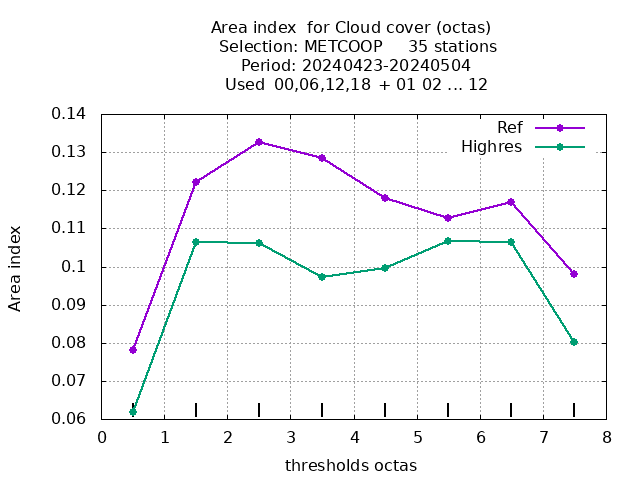 Area index  for Cloud cover (octas)
Selection: METCOOP     35 stations
Period: 20240423-20240504
Used  00,06,12,18 + 01 02 ... 12
Ref
Highres
0.14
0.13
0.12
0.11
0.1
0.09
0.08
0.07
0.06
Area index
0 1 2 3 4 5 6 7 8
thresholds octas